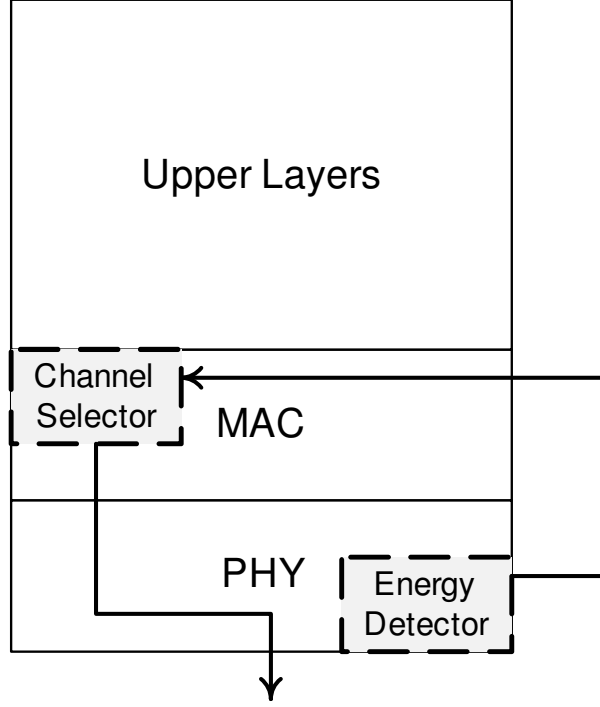 Upper Layers
Channel
Selector
MAC
PHY
Energy
Detector